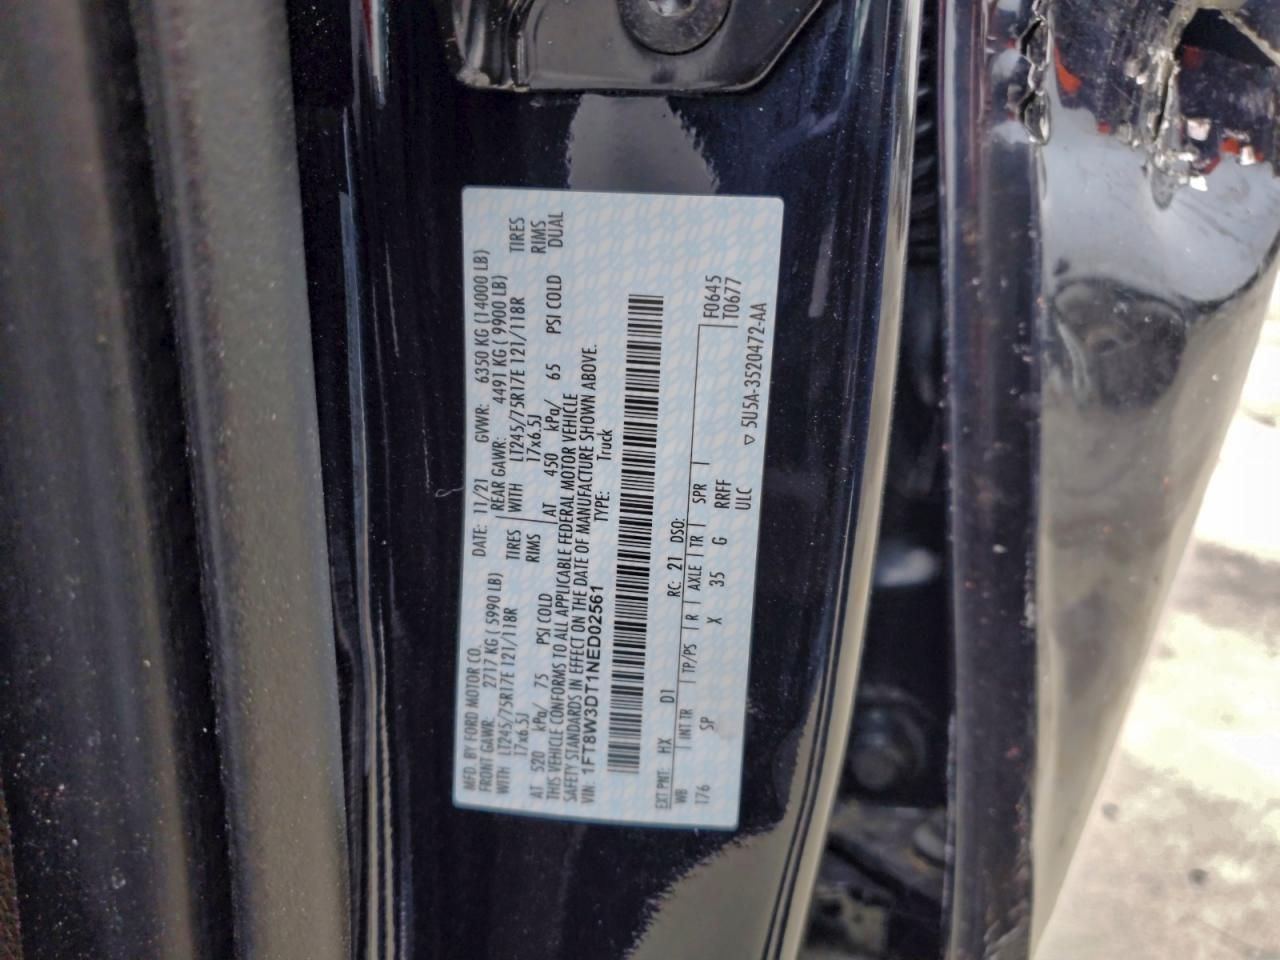 MFD. BY FORD MOTOR CO. DATE: 11/21 GVWR: 6350 KG (14000 LB)
FRONT GAWR: 2717 KG ( 5990 LB) REAR GAWR: 4491 KG ( 9900 LB)
WITH LT245/75R17E 121/118R TIRES WITH LT245/75R17E 121/118R TIRES
17x6.5J RIMS 17x6.5J RIMS
AT 520 kPa/ 75 PSI COLD AT 450 kPa/ 65 PSI COLD DUAL
THIS VEHICLE CONFORMS TO ALL APPLICABLE FEDERAL MOTOR VEHICLE
SAFETY STANDARDS IN EFFECT ON THE DATE OF MANUFACTURE SHOWN ABOVE.
VIN: 1FT8W3DT1NED02561 TYPE: Truck
EXT PNT: HX D1 RC: 21 DSO:
WB INT TR TP/PS R AXLE TR SPR F0645
176 SP X 35 G RRFF T0677
ULC ▽ 5U5A-3520472-AA